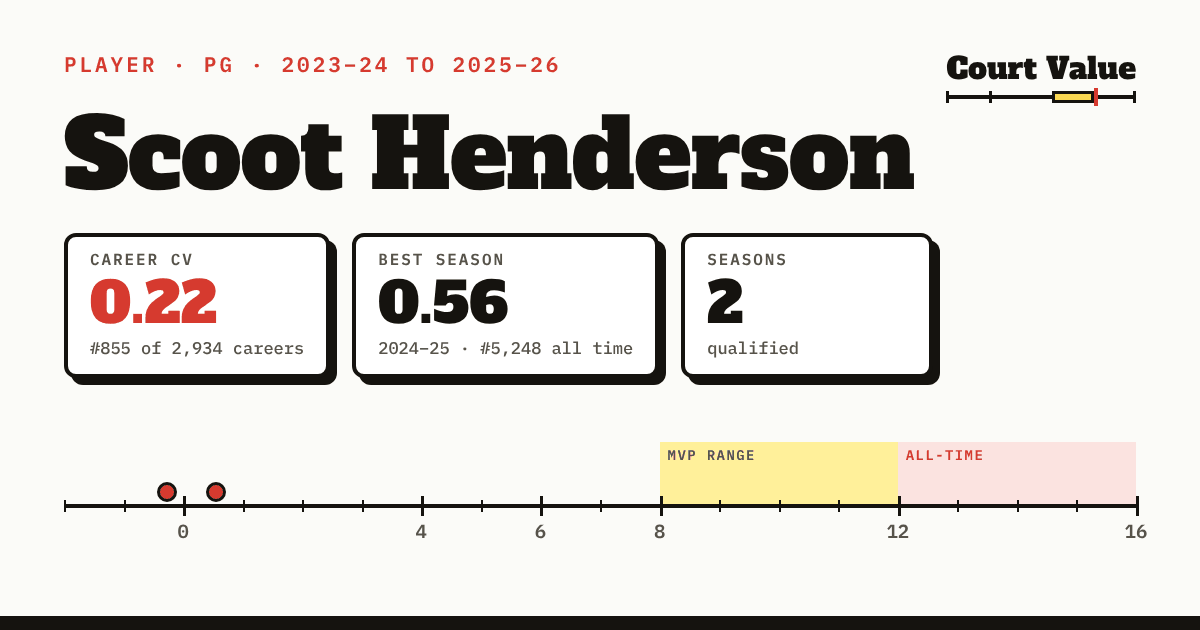 PLAYER · PG · 2023–24 TO 2025–26
Court Value
Scoot Henderson
CAREER CV
0.22
#855 of 2,934 careers
BEST SEASON
0.56
2024–25 · #5,248 all time
SEASONS
2
qualified
MVP RANGE
ALL-TIME
0 4 6 8 12 16